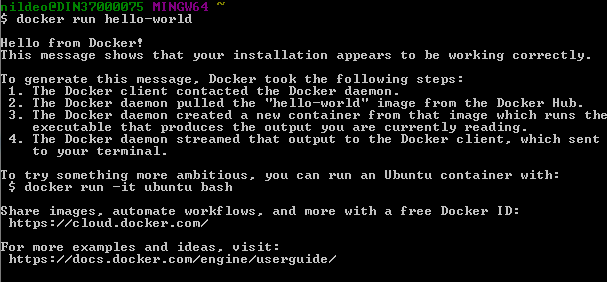 nildeo@DIN37000075 MINGW64 ~
$ docker run hello-world
Hello from Docker!
This message shows that your installation appears to be working correctly.
To generate this message, Docker took the following steps:
1. The Docker client contacted the Docker daemon.
2. The Docker daemon pulled the "hello-world" image from the Docker Hub.
3. The Docker daemon created a new container from that image which runs the
executable that produces the output you are currently reading.
4. The Docker daemon streamed that output to the Docker client, which sent
to your terminal.
To try something more ambitious, you can run an Ubuntu container with:
$ docker run -it ubuntu bash
Share images, automate workflows, and more with a free Docker ID:
https://cloud.docker.com/
For more examples and ideas, visit:
https://docs.docker.com/engine/userguide/